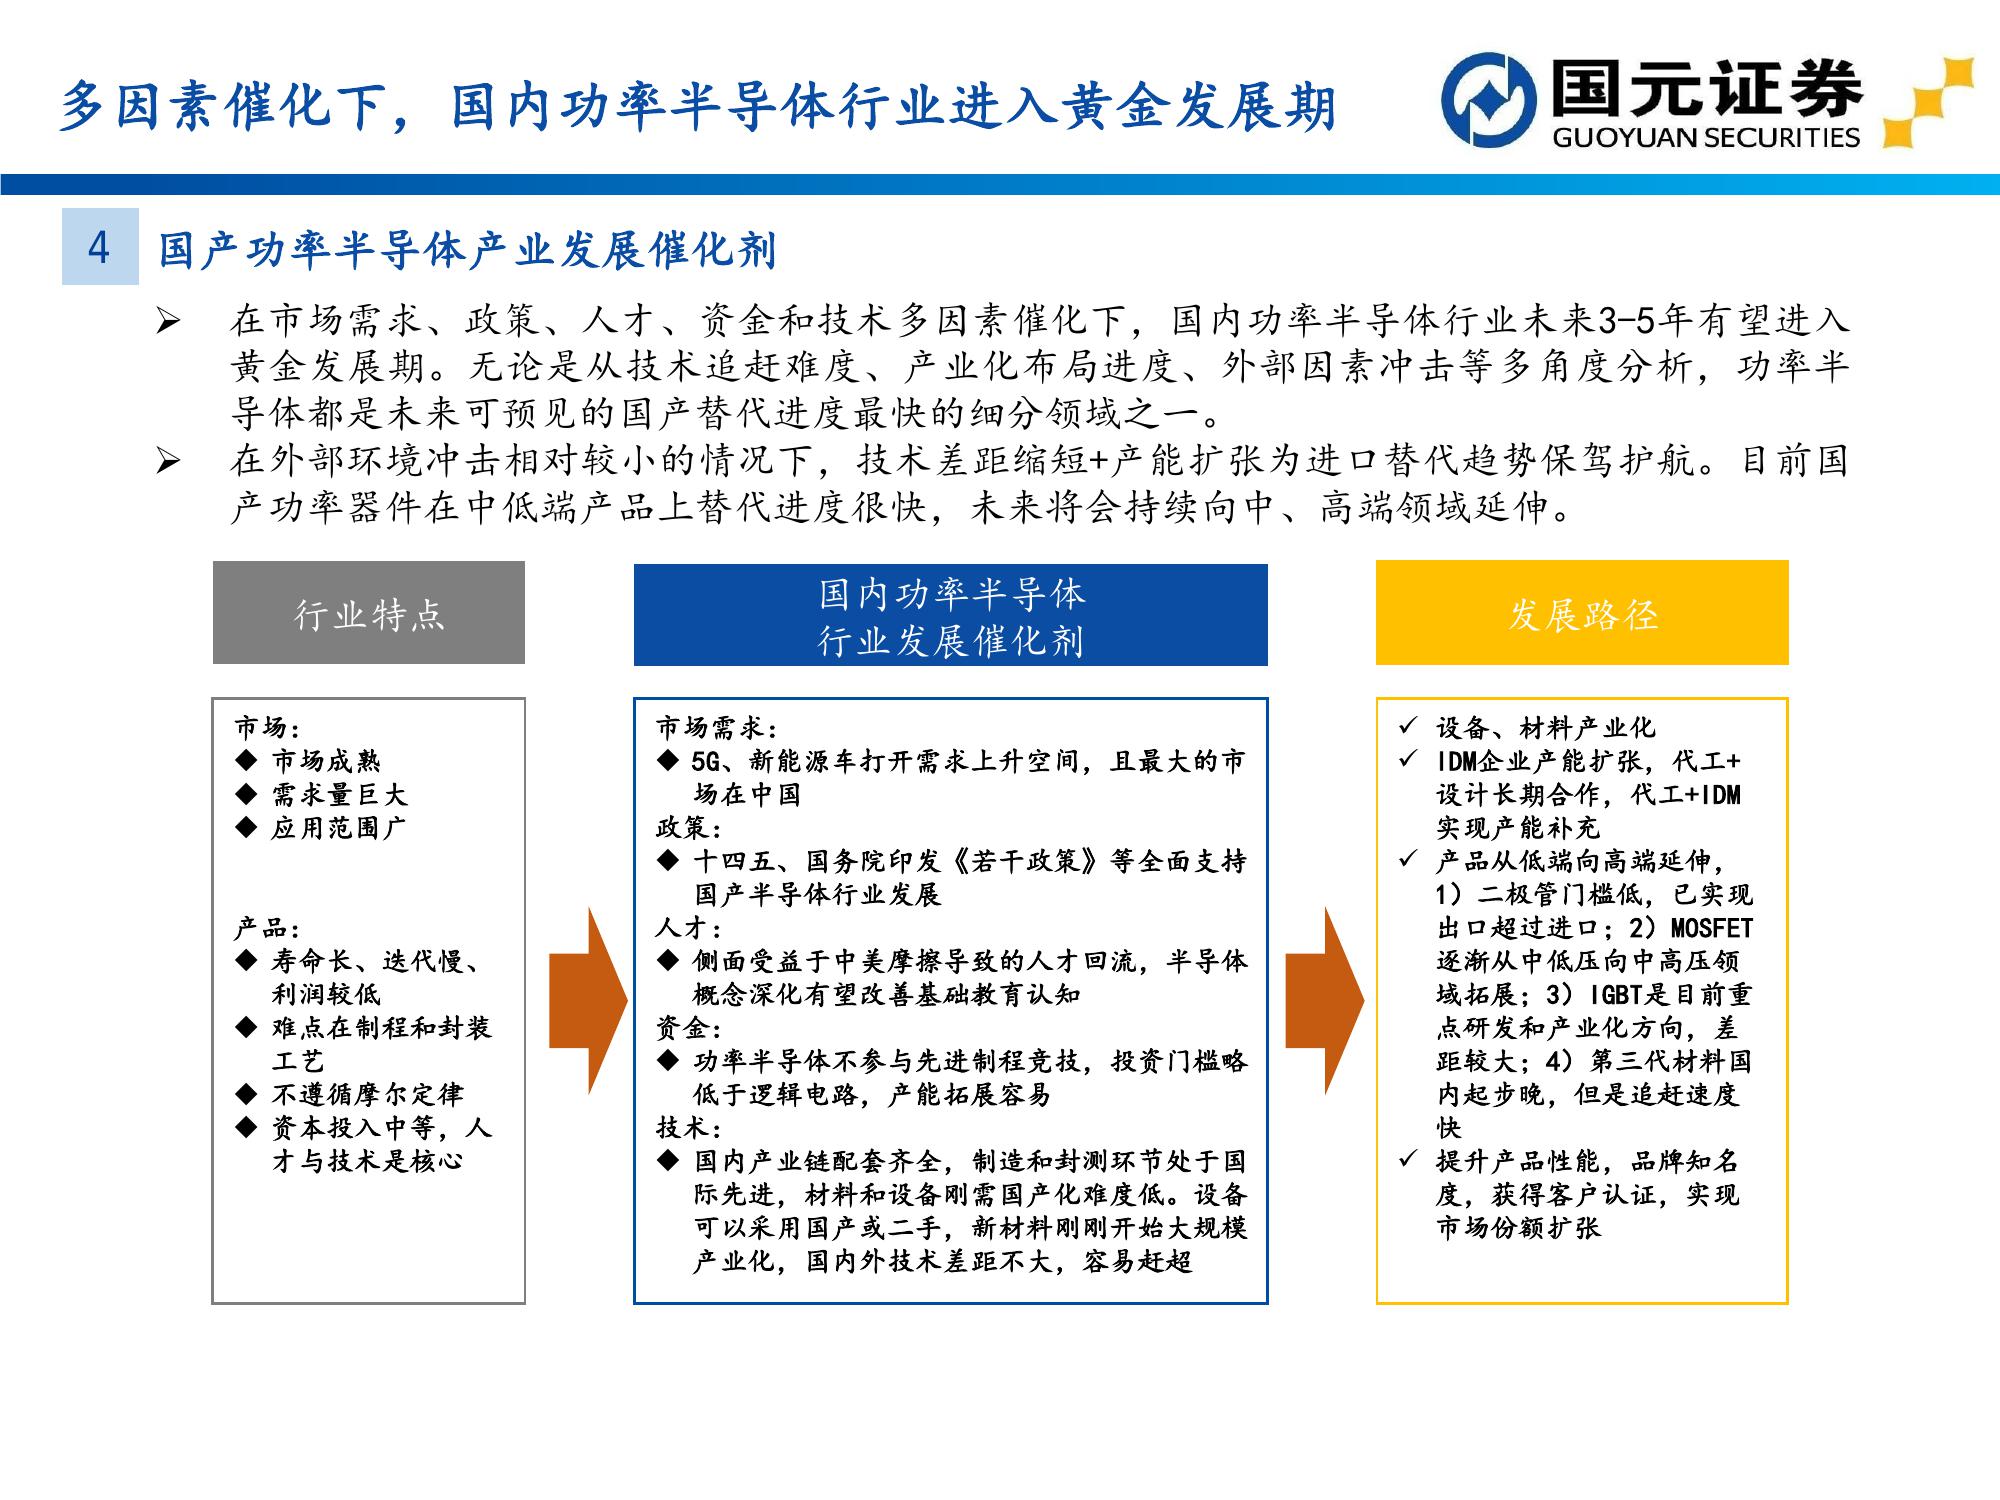 多因素催化下，国内功率半导体行业进入黄金发展期
国元证券
GUOYUAN SECURITIES
4
国产功率半导体产业发展催化剂
➢ 在市场需求、政策、人才、资金和技术多因素催化下，国内功率半导体行业未来3-5年有望进入
黄金发展期。无论是从技术追赶难度、产业化布局进度、外部因素冲击等多角度分析，功率半
导体都是未来可预见的国产替代进度最快的细分领域之一。
➢ 在外部环境冲击相对较小的情况下，技术差距缩短+产能扩张为进口替代趋势保驾护航。目前国
产功率器件在中低端产品上替代进度很快，未来将会持续向中、高端领域延伸。
行业特点
市场：
◆ 市场成熟
◆ 需求量巨大
◆ 应用范围广
产品：
◆ 寿命长、迭代慢、
利润较低
◆ 难点在制程和封装
工艺
◆ 不遵循摩尔定律
◆ 资本投入中等，人
才与技术是核心
国内功率半导体
行业发展催化剂
市场需求：
◆ 5G、新能源车打开需求上升空间，且最大的市
场在中国
政策：
◆ 十四五、国务院印发《若干政策》等全面支持
国产半导体行业发展
人才：
◆ 侧面受益于中美摩擦导致的人才回流，半导体
概念深化有望改善基础教育认知
资金：
◆ 功率半导体不参与先进制程竞技，投资门槛略
低于逻辑电路，产能拓展容易
技术：
◆ 国内产业链配套齐全，制造和封测环节处于国
际先进，材料和设备刚需国产化难度低。设备
可以采用国产或二手，新材料刚刚开始大规模
产业化，国内外技术差距不大，容易赶超
发展路径
✓ 设备、材料产业化
✓ IDM企业产能扩张，代工+
设计长期合作，代工+IDM
实现产能补充
✓ 产品从低端向高端延伸，
1）二极管门槛低，已实现
出口超过进口；2）MOSFET
逐渐从中低压向中高压领
域拓展；3）IGBT是目前重
点研发和产业化方向，差
距较大；4）第三代材料国
内起步晚，但是追赶速度
快
✓ 提升产品性能，品牌知名
度，获得客户认证，实现
市场份额扩张